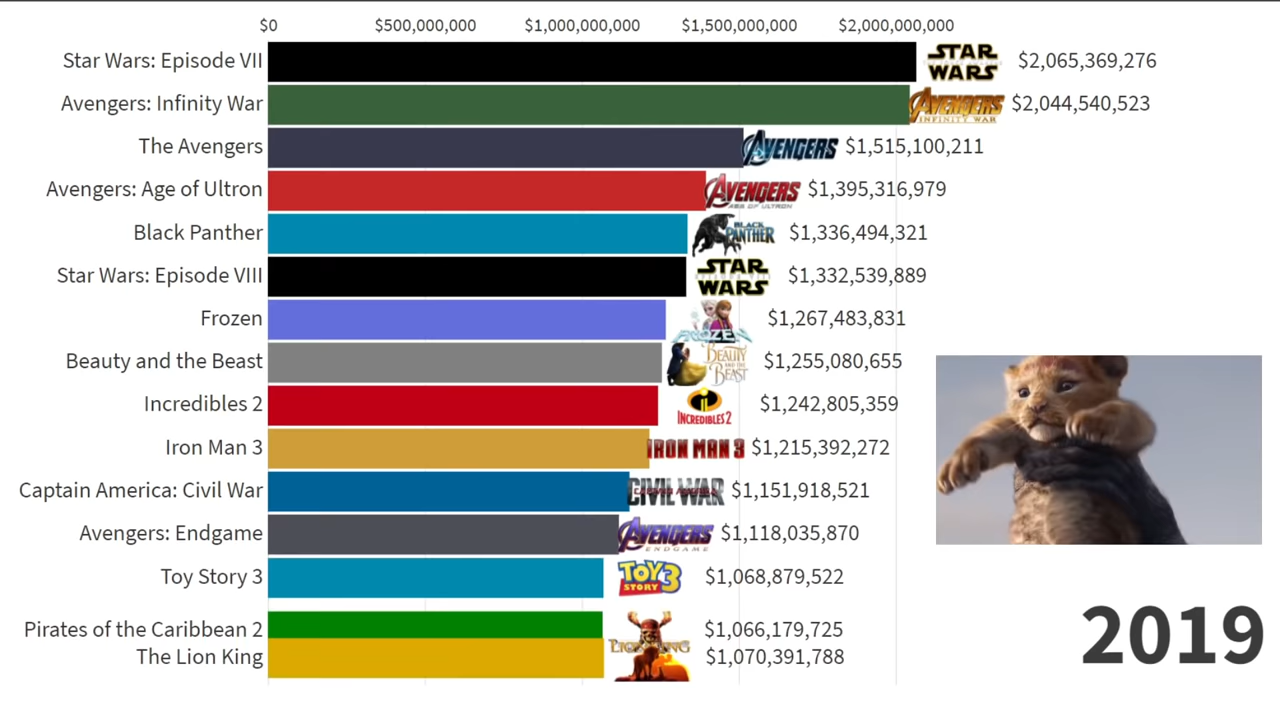 $0 $500,000,000 $1,000,000,000 $1,500,000,000 $2,000,000,000
Star Wars: Episode VII STAR WARS $2,065,369,276
Avengers: Infinity War AVENGERS INFINITY WAR $2,044,540,523
The Avengers AVENGERS $1,515,100,211
Avengers: Age of Ultron AVENGERS AGE OF ULTRON $1,395,316,979
Black Panther BLACK PANTHER $1,336,494,321
Star Wars: Episode VIII STAR WARS $1,332,539,889
Frozen FROZEN $1,267,483,831
Beauty and the Beast BEAUTY AND THE BEAST $1,255,080,655
Incredibles 2 INCREDIBLES 2 $1,242,805,359
Iron Man 3 IRON MAN 3 $1,215,392,272
Captain America: Civil War CIVIL WAR $1,151,918,521
Avengers: Endgame AVENGERS ENDGAME $1,118,035,870
Toy Story 3 TOY STORY 3 $1,068,879,522
Pirates of the Caribbean 2 $1,066,179,725
The Lion King $1,070,391,788
2019